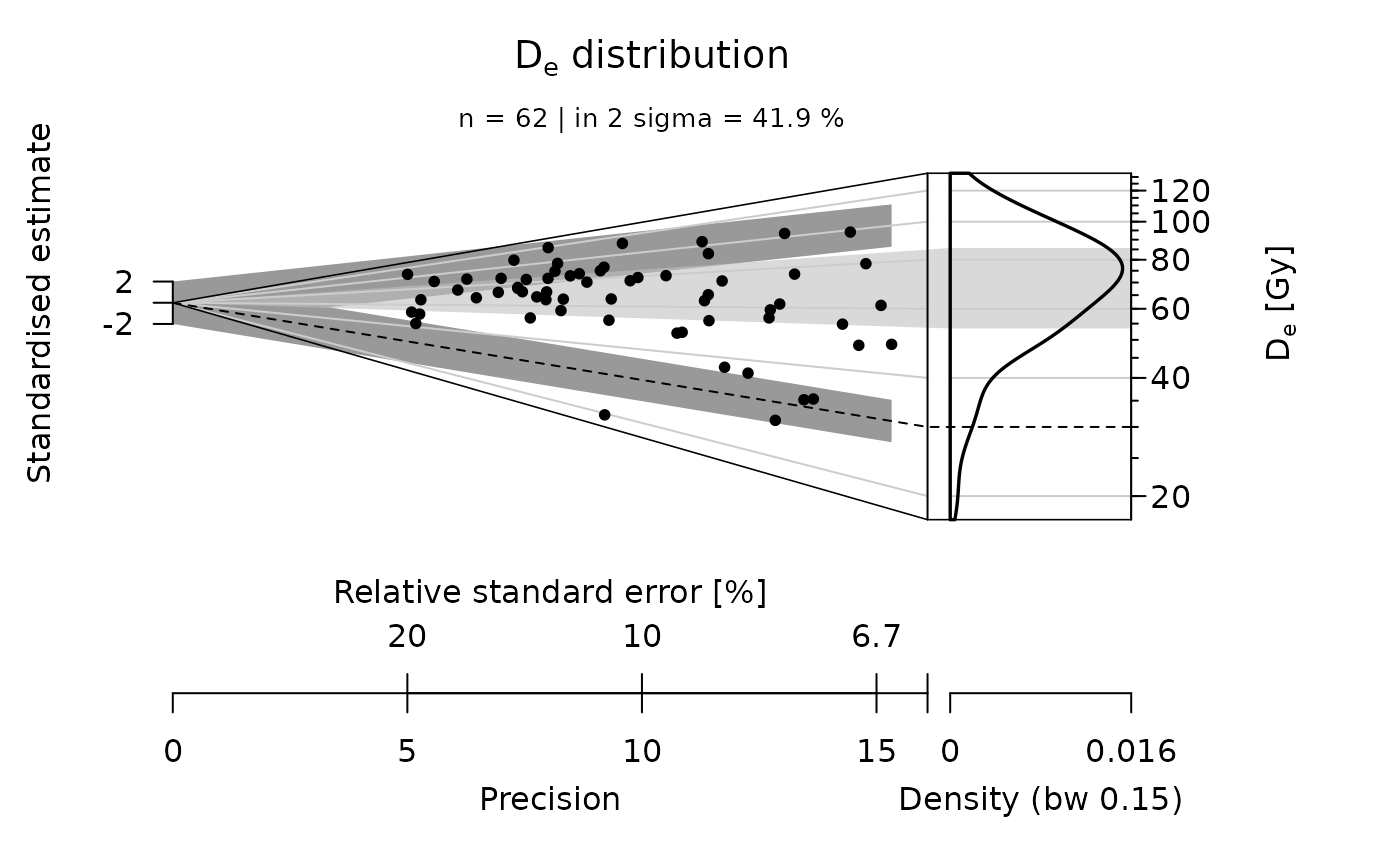 Dₑ distribution
n = 62 | in 2 sigma = 41.9 %
Standardised estimate
2
-2
120
100
80
60
40
20
Dₑ [Gy]
Relative standard error [%]
20 10 6.7
0 5 10 15 0 0.016
Precision Density (bw 0.15)